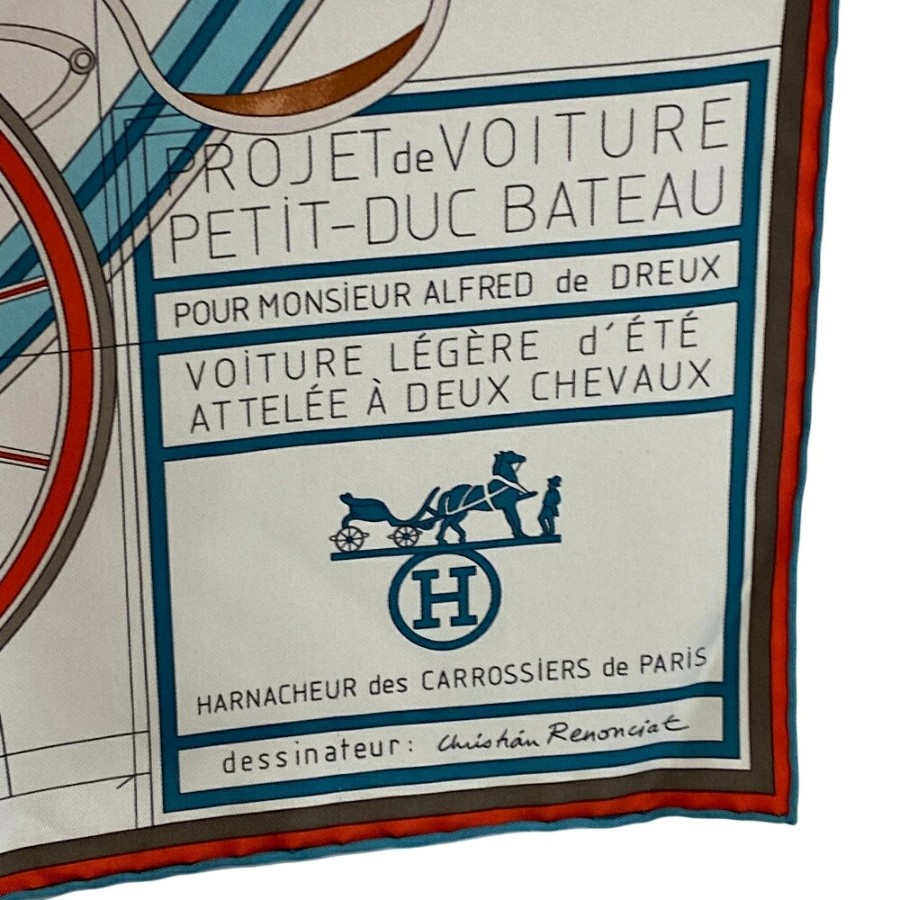 PROJET de VOITURE
PETiT-DUC BATEAU
POUR MONSiEUR ALFRED de DREUX
VOiTURE LÉGÈRE d'ÉTÉ
ATTELÉE À DEUX CHEVAUX
H
HARNACHEUR des CARROSSiERS de PARiS
dessinateur: Christian Renonciat